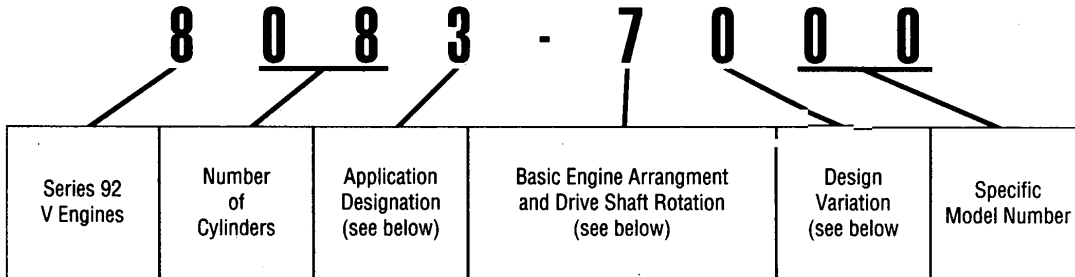 8 0 8 3 - 7 0 0 0
Series 92
V Engines
Number
of
Cylinders
Application
Designation
(see below)
Basic Engine Arrangment
and Drive Shaft Rotation
(see below)
Design
Variation
(see below
Specific
Model Number